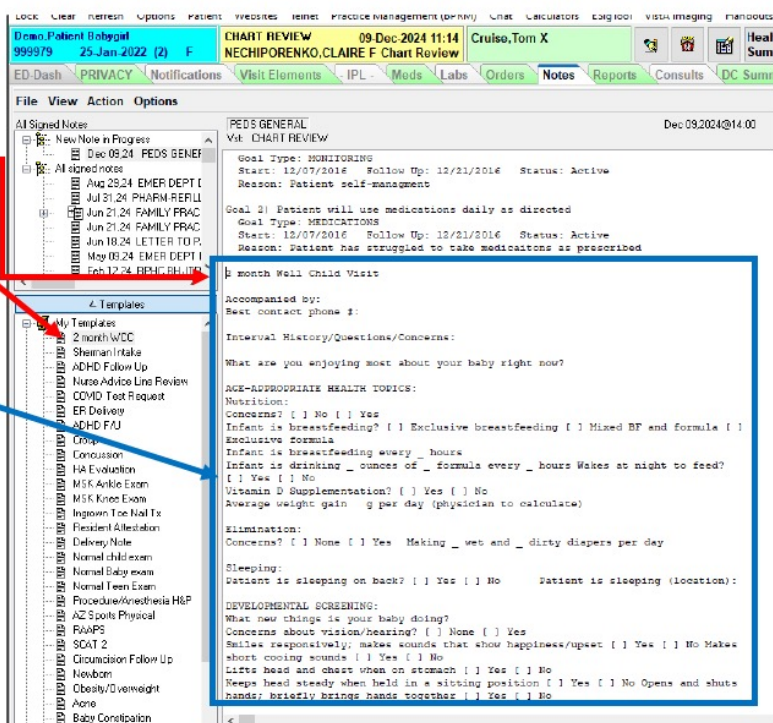 Lock Clear Refresh Options Patient Websites Telnet Practice Management (BPRM) Chat Calculators EsigTool VistA Imaging Handouts
Demo,Patient Babygirl
999979 25-Jan-2022 (2) F
CHART REVIEW 09-Dec-2024 11:14
NECHIPORENKO,CLAIRE F Chart Review
Cruise,Tom X
Heal
Summ
ED-Dash PRIVACY Notifications Visit Elements - IPL - Meds Labs Orders Notes Reports Consults DC Summ
File View Action Options
All Signed Notes
New Note in Progress
Dec 09,24 PEDS GENEF
All signed notes
Aug 29,24 EMER DEPT
Jul 31,24 PHARM-REFILL
Jun 21,24 FAMILY PRAC
Jun 21,24 FAMILY PRAC
Jun 18,24 LETTER TO P
May 09,24 EMER DEPT
Feb 12,24
Templates
My Templates
2 month WCC
Sherman Intake
ADHD Follow Up
Nurse Advice Line Review
COVID Test Request
ER Delivery
ADHD F/U
Croup
Concussion
HA Evaluation
MSK Ankle Exam
MSK Knee Exam
Ingrown Toe Nail Tx
Resident Attestation
Delivery Note
Normal child exam
Normal Baby exam
Normal Teen Exam
Procedure/Anesthesia H&P
AZ Sports Physical
RAAPS
SCAT 2
Circumcision Follow Up
Newborn
Obesity/Overweight
Acne
Baby Constipation
PEDS GENERAL Dec 09,2024@14:00
Vst: CHART REVIEW
Goal Type: MONITORING
Start: 12/07/2016 Follow Up: 12/21/2016 Status: Active
Reason: Patient self-managment
Goal 2| Patient will use medications daily as directed
Goal Type: MEDICATIONS
Start: 12/07/2016 Follow Up: 12/21/2016 Status: Active
Reason: Patient has struggled to take medicaitons as prescribed
2 month Well Child Visit
Accompanied by:
Best contact phone #:
Interval History/Questions/Concerns:
What are you enjoying most about your baby right now?
AGE-APPROPRIATE HEALTH TOPICS:
Nutrition:
Concerns? [ ] No [ ] Yes
Infant is breastfeeding? [ ] Exclusive breastfeeding [ ] Mixed BF and formula [ ]
Exclusive formula
Infant is breastfeeding every _ hours
Infant is drinking _ ounces of _ formula every _ hours Wakes at night to feed?
[ ] Yes [ ] No
Vitamin D Supplementation? [ ] Yes [ ] No
Average weight gain _ g per day (physician to calculate)
Elimination:
Concerns? [ ] None [ ] Yes Making _ wet and _ dirty diapers per day
Sleeping:
Patient is sleeping on back? [ ] Yes [ ] No Patient is sleeping (location):
DEVELOPMENTAL SCREENING:
What new things is your baby doing?
Concerns about vision/hearing? [ ] None [ ] Yes
Smiles responsively; makes sounds that show happiness/upset [ ] Yes [ ] No Makes
short cooing sounds [ ] Yes [ ] No
Lifts head and chest when on stomach [ ] Yes [ ] No
Keeps head steady when held in a sitting position [ ] Yes [ ] No Opens and shuts
hands; briefly brings hands together [ ] Yes [ ] No